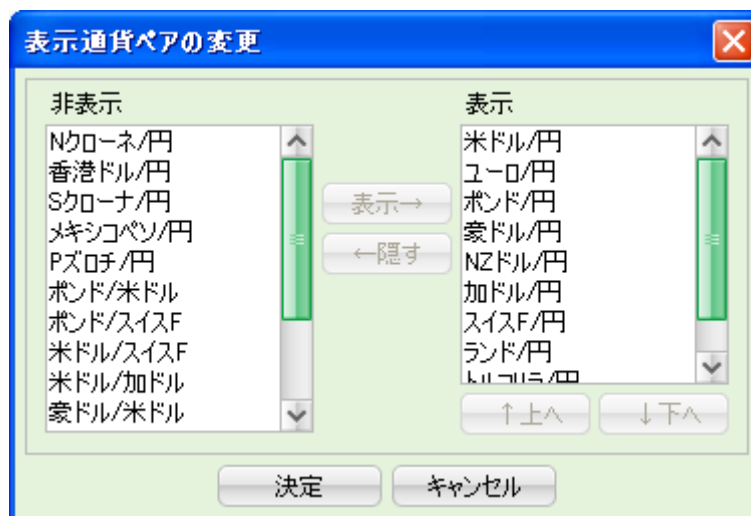 表示通貨ペアの変更
非表示
Nクローネ/円
香港ドル/円
Sクローナ/円
メキシコペソ/円
Pズロチ/円
ポンド/米ドル
ポンド/スイスF
米ドル/スイスF
米ドル/加ドル
豪ドル/米ドル
表示→
←隠す
表示
米ドル/円
ユーロ/円
ポンド/円
豪ドル/円
NZドル/円
加ドル/円
スイスF/円
ランド/円
トルコリラ/円
↑上へ
↓下へ
決定
キャンセル